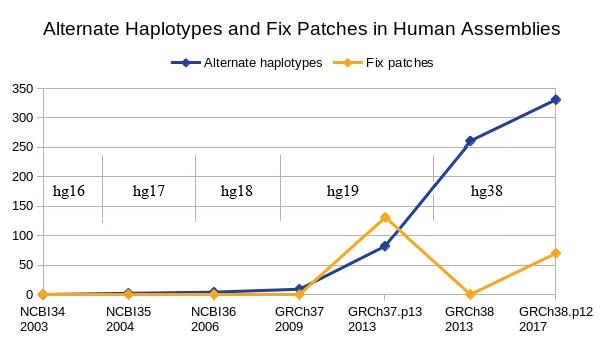 Alternate Haplotypes and Fix Patches in Human Assemblies
Alternate haplotypes Fix patches
350
300
250
200
150
100
50
0
hg16 hg17 hg18 hg19 hg38
NCBI34 NCBI35 NCBI36 GRCh37 GRCh37.p13 GRCh38 GRCh38.p12
2003 2004 2006 2009 2013 2013 2017